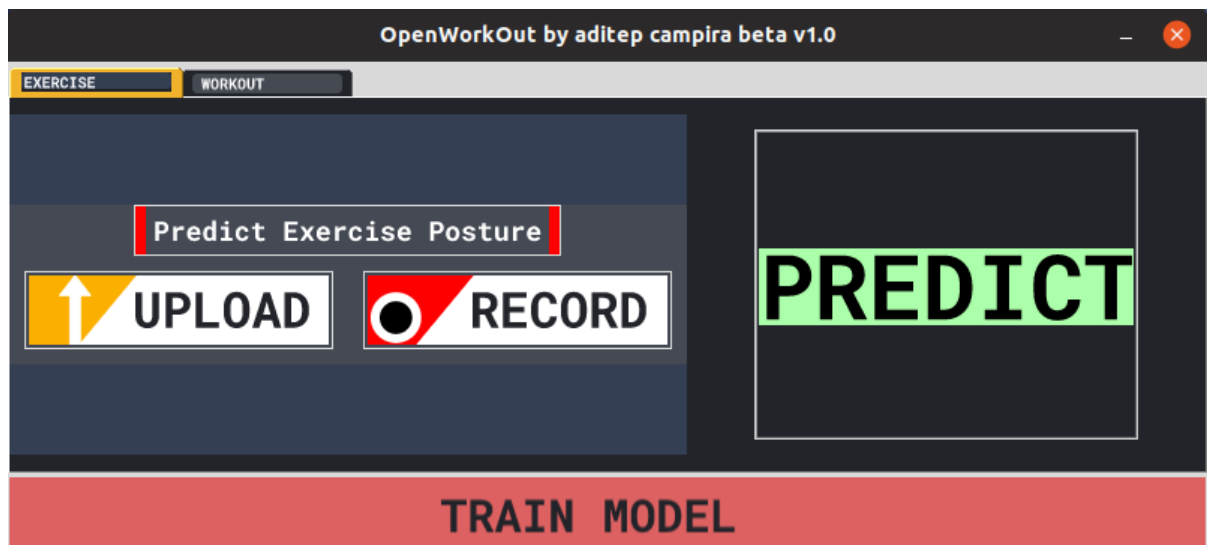 OpenWorkOut by aditep campira beta v1.0
EXERCISE
WORKOUT
Predict Exercise Posture
UPLOAD
RECORD
PREDICT
TRAIN MODEL